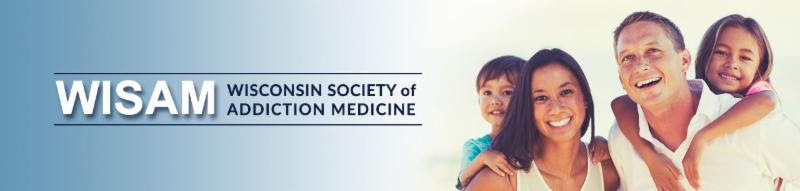 WISAM
WISCONSIN SOCIETY of
ADDICTION MEDICINE